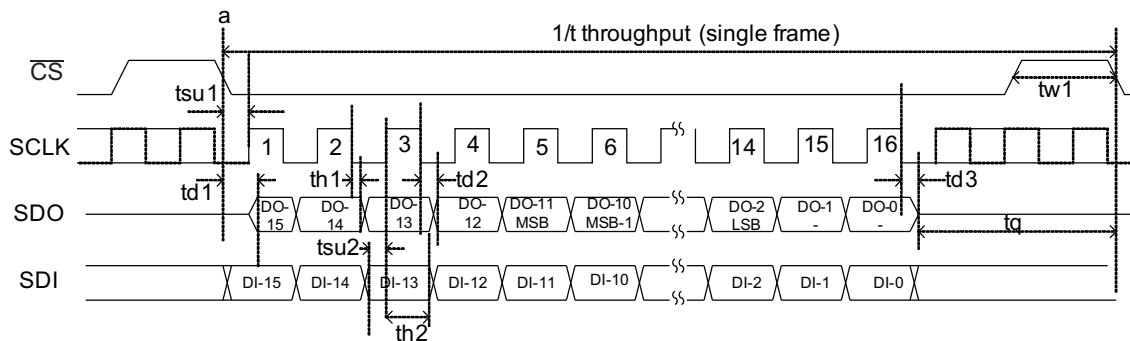 a
1/t throughput (single frame)
CS
tw1
tsu1
SCLK
1 2 3 4 5 6 14 15 16
td1
th1
td2
td3
SDO
DO-15 DO-14 DO-13 DO-12 DO-11 MSB DO-10 MSB-1 DO-2 LSB DO-1 - DO-0 -
tq
tsu2
SDI
DI-15 DI-14 DI-13 DI-12 DI-11 DI-10 DI-2 DI-1 DI-0
th2